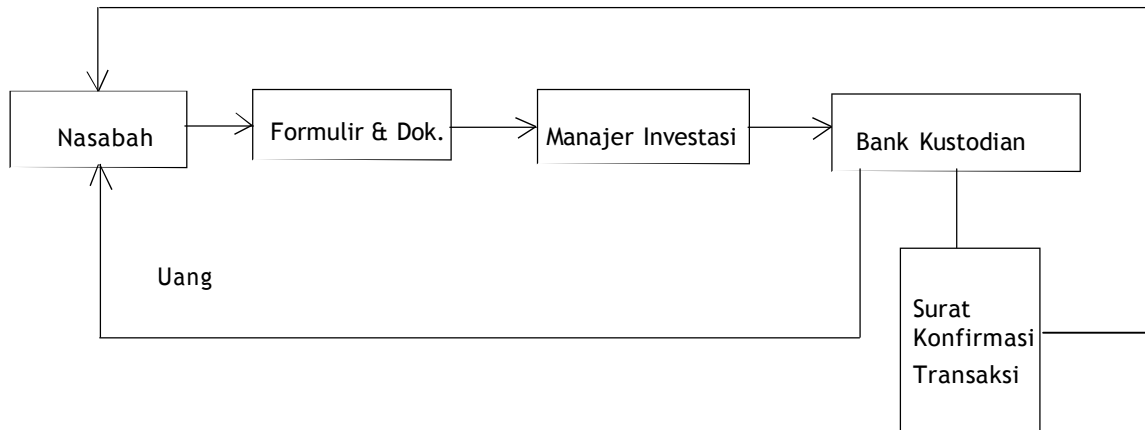 Nasabah
Formulir & Dok.
Manajer Investasi
Bank Kustodian
Uang
Surat
Konfirmasi
Transaksi